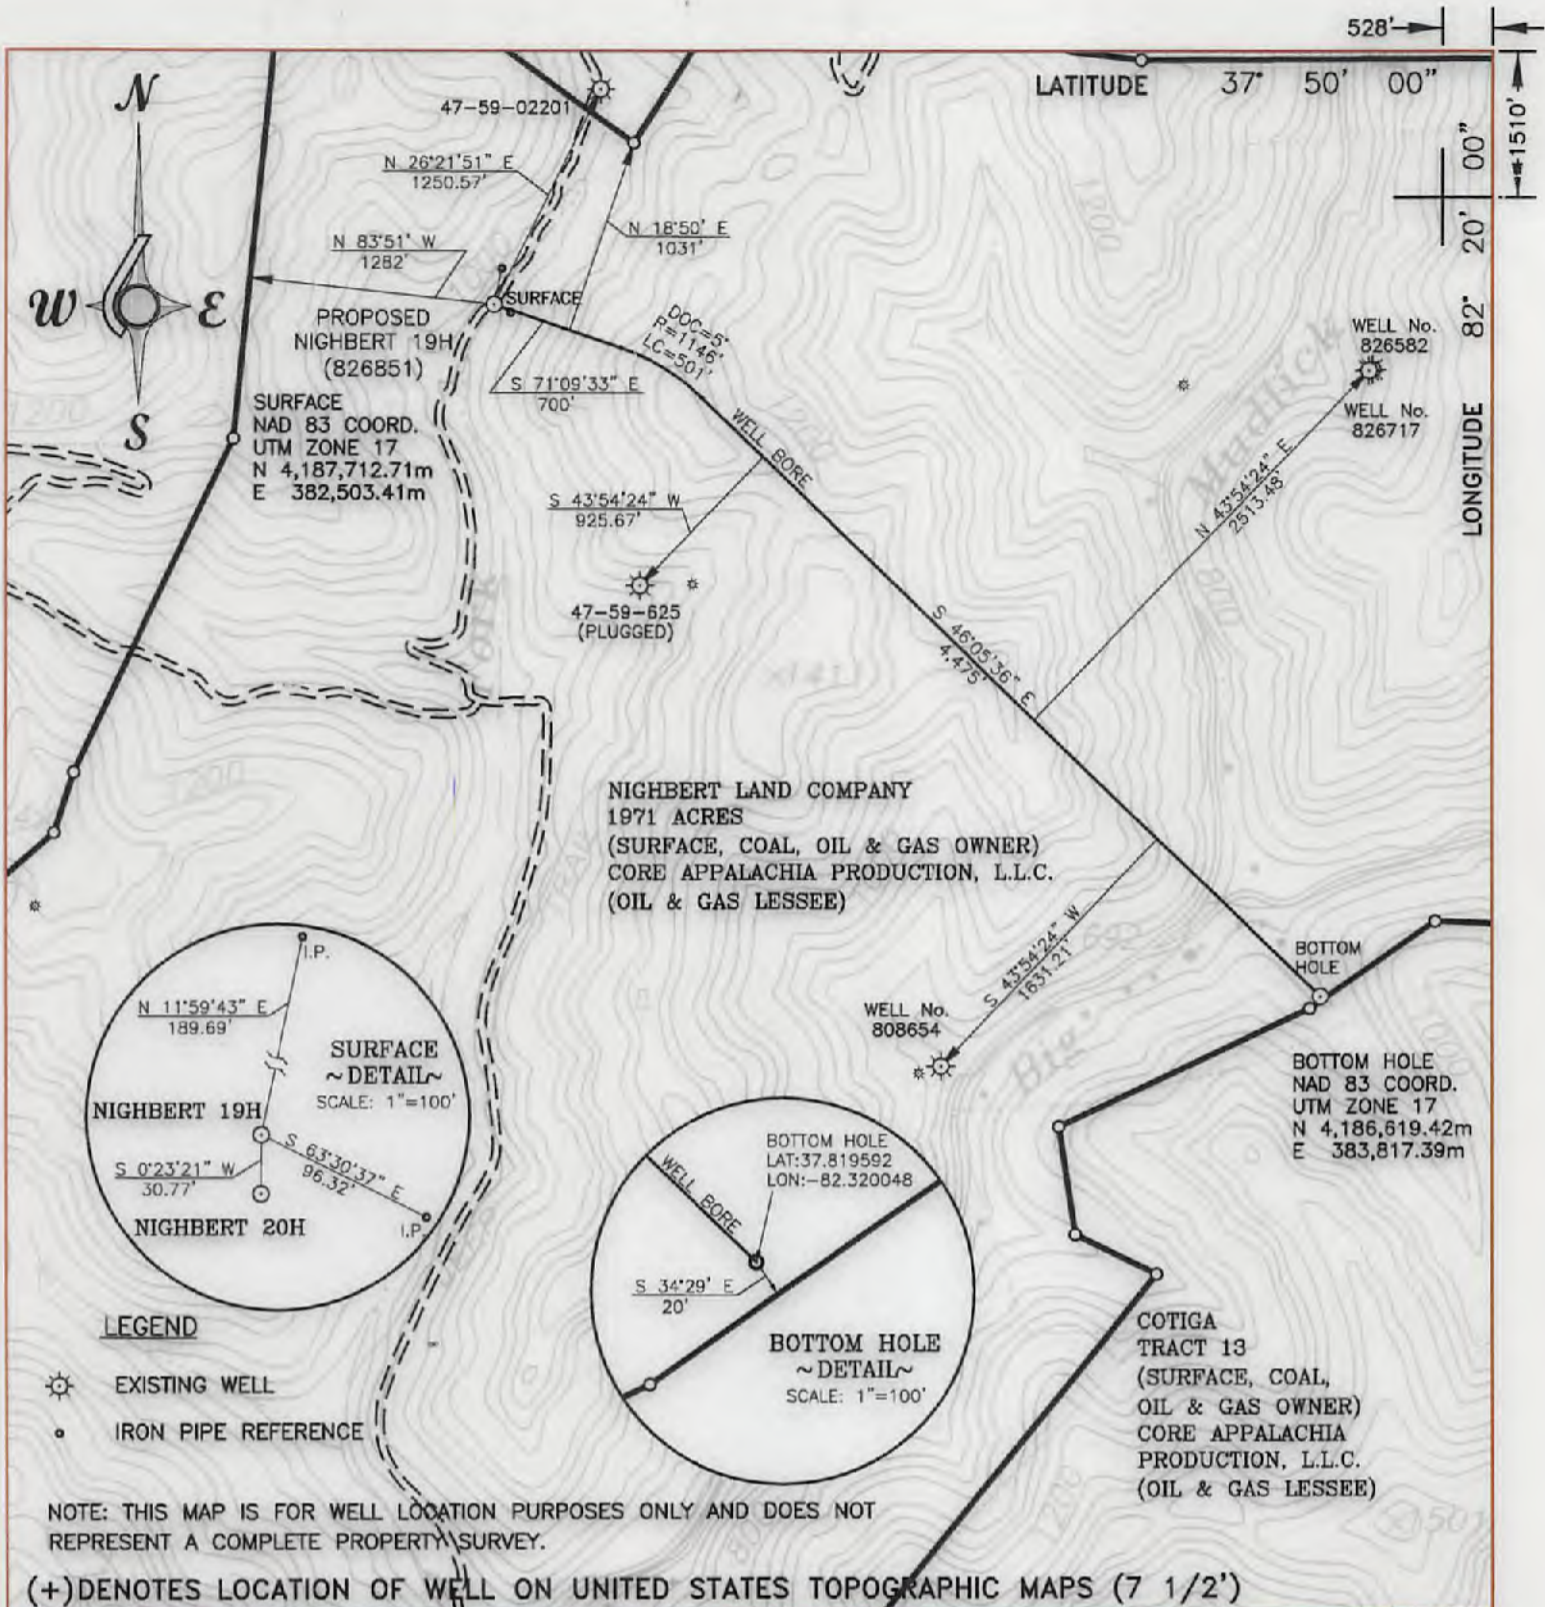 528'
LATITUDE 37° 50' 00"
*1510'
LONGITUDE 82° 20' 00"
N
W E
S
47-59-02201
N 26°21'51" E
1250.57'
N 18°50' E
1031'
N 83°51' W
1282'
SURFACE
PROPOSED
NIGHBERT 19H
(826851)
SURFACE
NAD 83 COORD.
UTM ZONE 17
N 4,187,712.71m
E 382,503.41m
DOC=5°
R=1146'
LC=501'
S 71°09'33" E
700'
WELL BORE
WELL No.
826582
WELL No.
826717
Mudlick
N 43°54'24" E
2513.48'
S 43°54'24" W
925.67'
47-59-625
(PLUGGED)
S 46°05'36" E
4,475'
1200
800
NIGHBERT LAND COMPANY
1971 ACRES
(SURFACE, COAL, OIL & GAS OWNER)
CORE APPALACHIA PRODUCTION, L.L.C.
(OIL & GAS LESSEE)
S 43°54'24" W
1631.21'
WELL No.
808654
Big
BOTTOM
HOLE
BOTTOM HOLE
NAD 83 COORD.
UTM ZONE 17
N 4,186,619.42m
E 383,817.39m
I.P.
N 11°59'43" E
189.69'
SURFACE
~DETAIL~
SCALE: 1"=100'
NIGHBERT 19H
S 63°30'37" E
96.32'
S 0°23'21" W
30.77'
NIGHBERT 20H
I.P.
BOTTOM HOLE
LAT:37.819592
LON:-82.320048
WELL BORE
S 34°29' E
20'
BOTTOM HOLE
~DETAIL~
SCALE: 1"=100'
LEGEND
EXISTING WELL
IRON PIPE REFERENCE
COTIGA
TRACT 13
(SURFACE, COAL,
OIL & GAS OWNER)
CORE APPALACHIA
PRODUCTION, L.L.C.
(OIL & GAS LESSEE)
NOTE: THIS MAP IS FOR WELL LOCATION PURPOSES ONLY AND DOES NOT
REPRESENT A COMPLETE PROPERTY SURVEY.
(+)DENOTES LOCATION OF WELL ON UNITED STATES TOPOGRAPHIC MAPS (7 1/2')